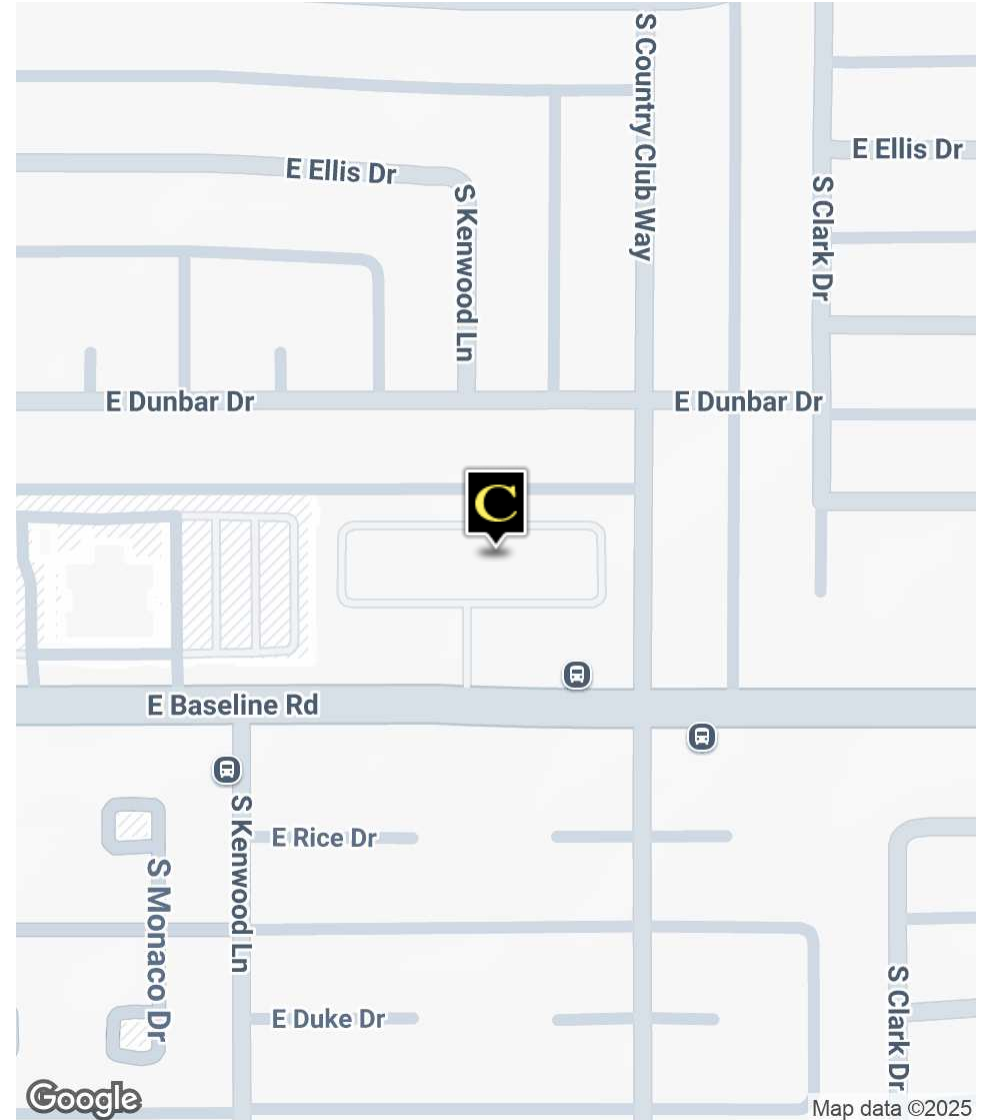 S Country Club Way
E Ellis Dr
E Ellis Dr
S Kenwood Ln
S Clark Dr
E Dunbar Dr
E Dunbar Dr
C
E Baseline Rd
E Rice Dr
S Kenwood Ln
S Monaco Dr
S Clark Dr
E Duke Dr
Google
Map data ©2025